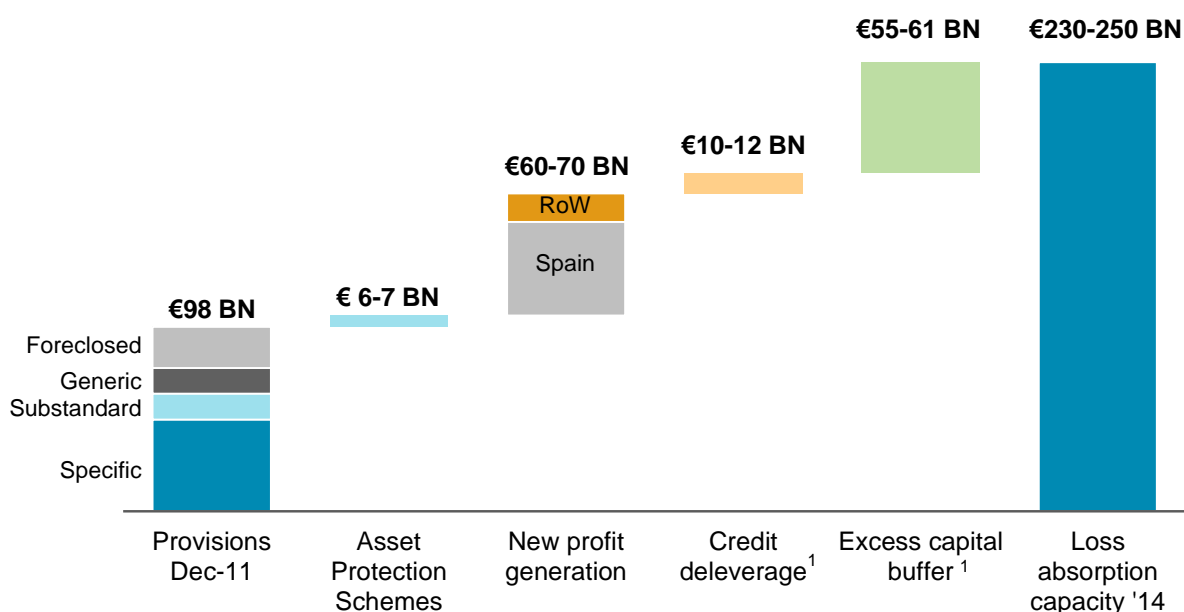 €55-61 BN
€230-250 BN
€10-12 BN
€60-70 BN
RoW
Spain
€ 6-7 BN
€98 BN
Foreclosed
Generic
Substandard
Specific
Provisions
Dec-11
Asset
Protection
Schemes
New profit
generation
Credit
deleverage1
Excess capital
buffer 1
Loss
absorption
capacity '14